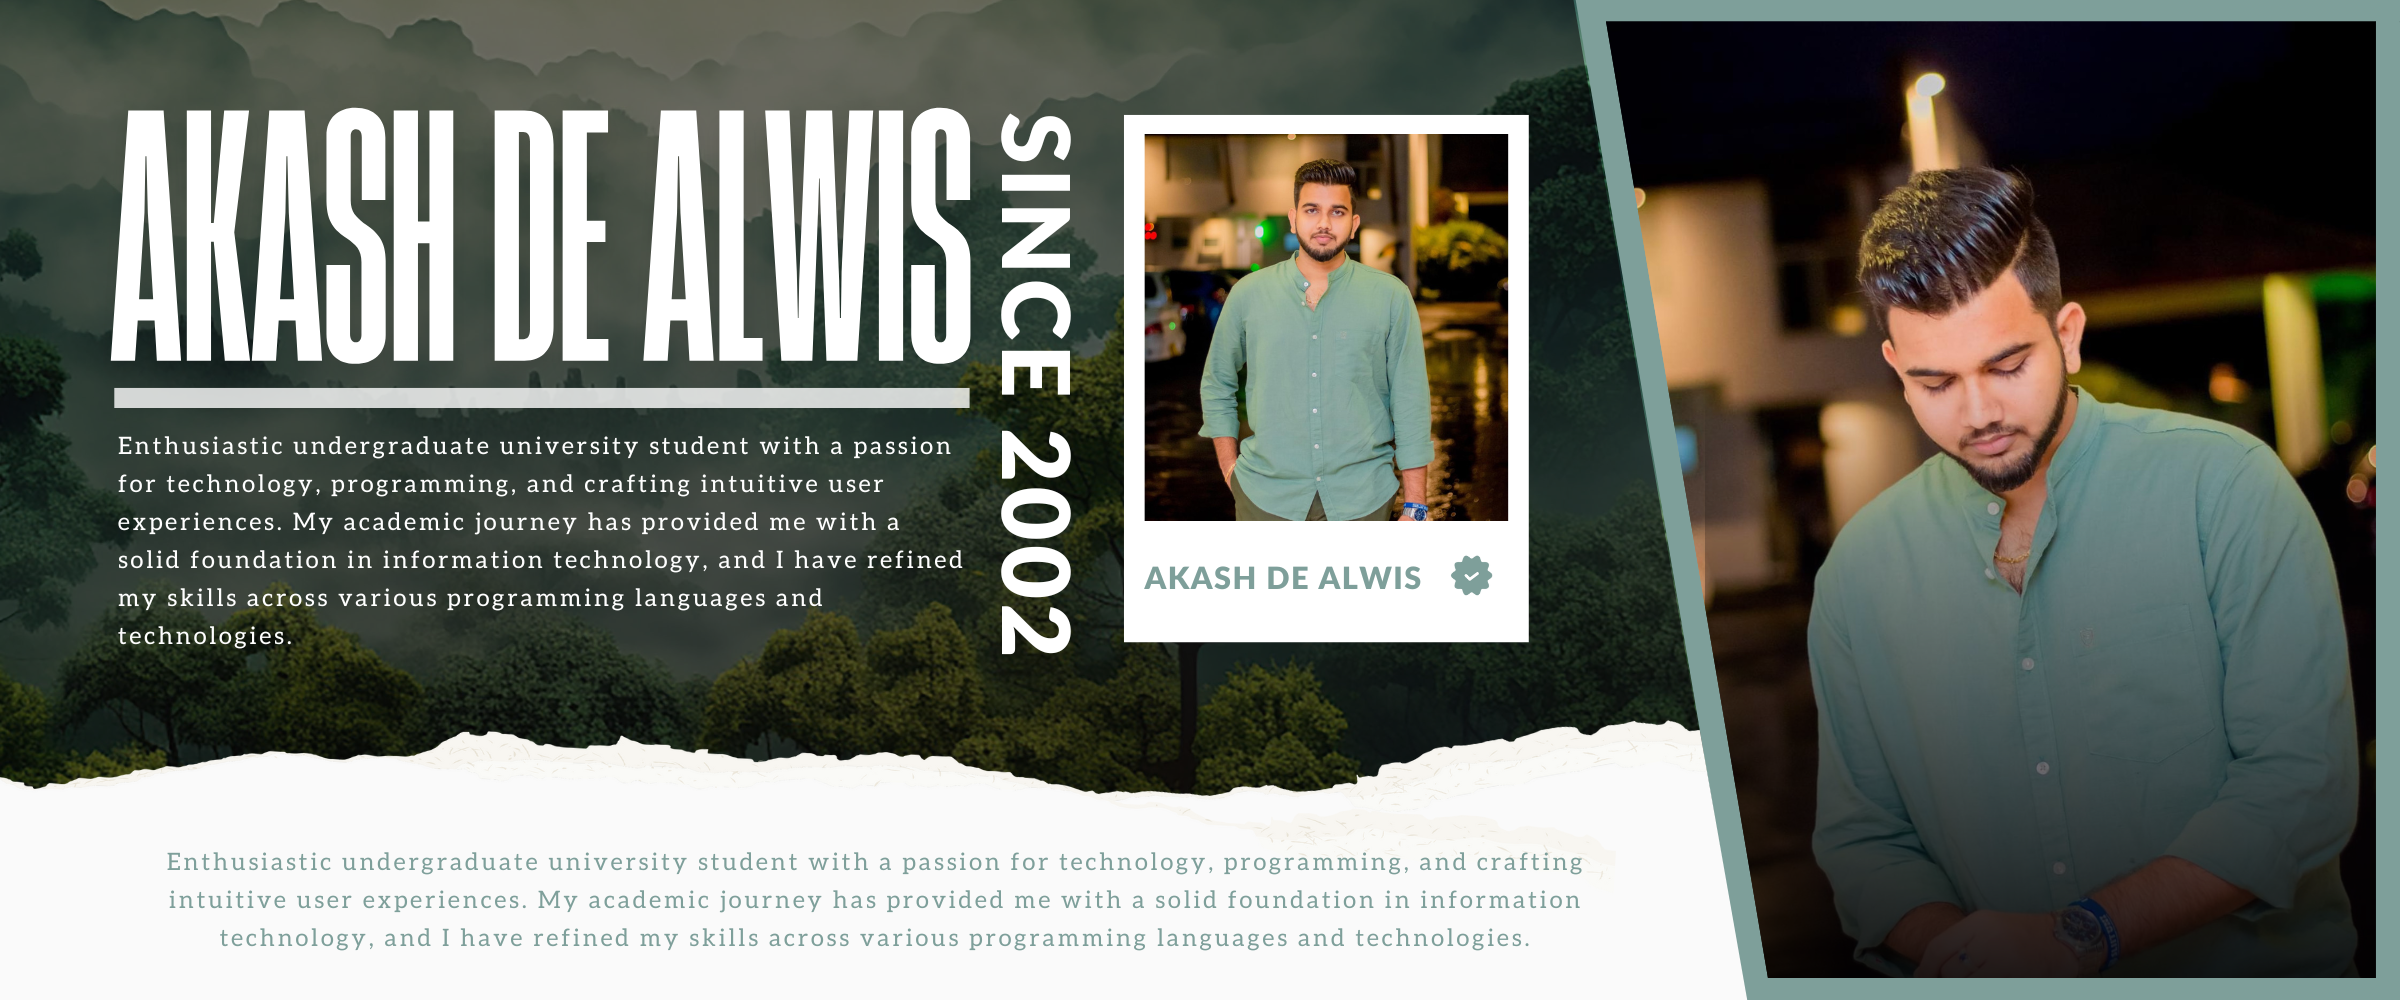 AKASH DE ALWIS
Enthusiastic undergraduate university student with a passion
for technology, programming, and crafting intuitive user
experiences. My academic journey has provided me with a
solid foundation in information technology, and I have refined
my skills across various programming languages and
technologies.
SINCE 2002
AKASH DE ALWIS
Enthusiastic undergraduate university student with a passion for technology, programming, and crafting
intuitive user experiences. My academic journey has provided me with a solid foundation in information
technology, and I have refined my skills across various programming languages and technologies.